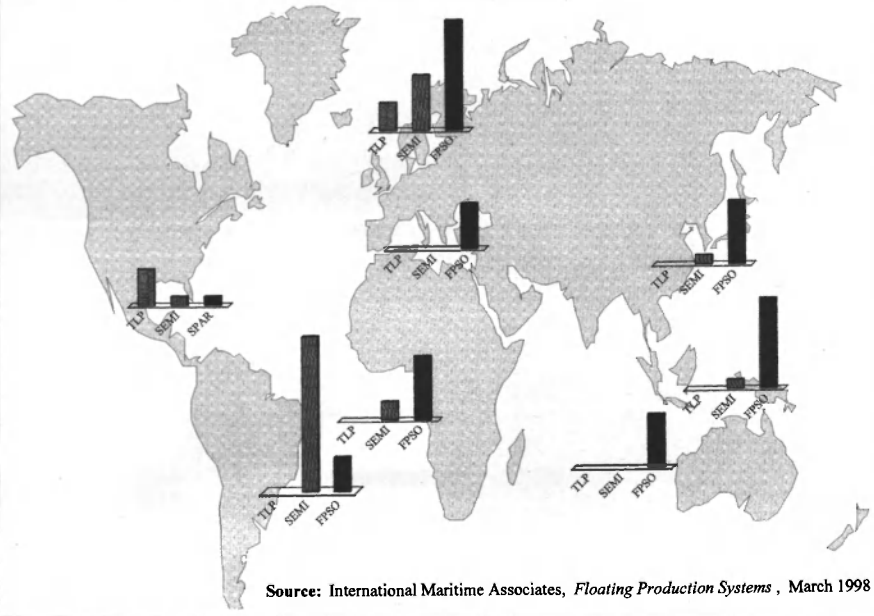 TLP SEMI FPSO
TLP SEMI FPSO
TLP SEMI FPSO
TLP SEMI SPAR
TLP SEMI FPSO
TLP SEMI FPSO
TLP SEMI FPSO
TLP SEMI FPSO
Source: International Maritime Associates, Floating Production Systems , March 1998